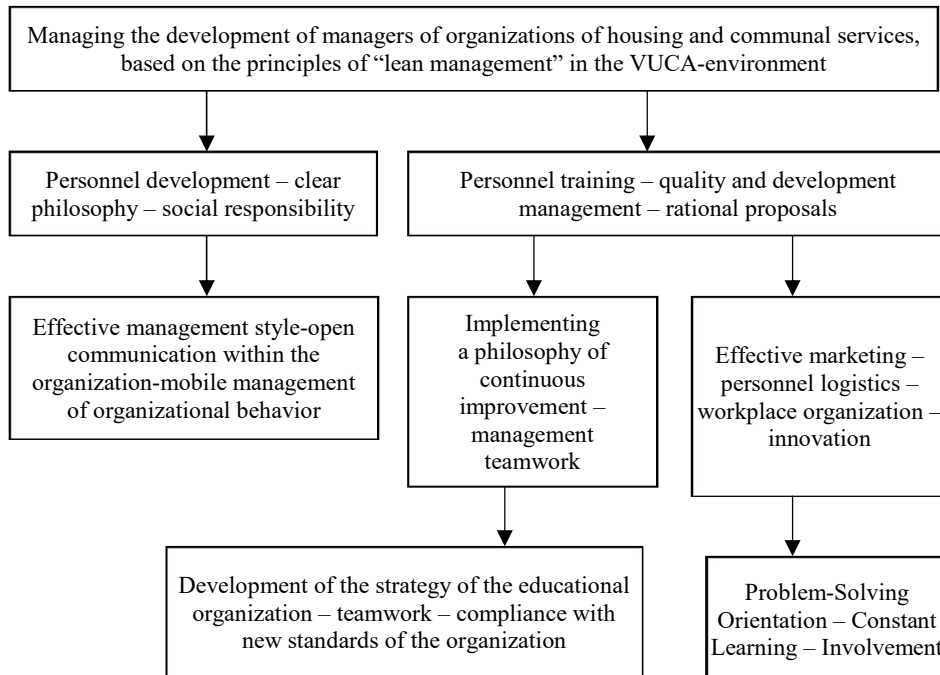 Managing the development of managers of organizations of housing and communal services,
based on the principles of “lean management” in the VUCA-environment
Personnel development – clear
philosophy – social responsibility
Personnel training – quality and development
management – rational proposals
Effective management style-open
communication within the
organization-mobile management
of organizational behavior
Implementing
a philosophy of
continuous
improvement –
management
teamwork
Effective marketing –
personnel logistics –
workplace organization –
innovation
Development of the strategy of the educational
organization – teamwork – compliance with
new standards of the organization
Problem-Solving
Orientation – Constant
Learning – Involvement